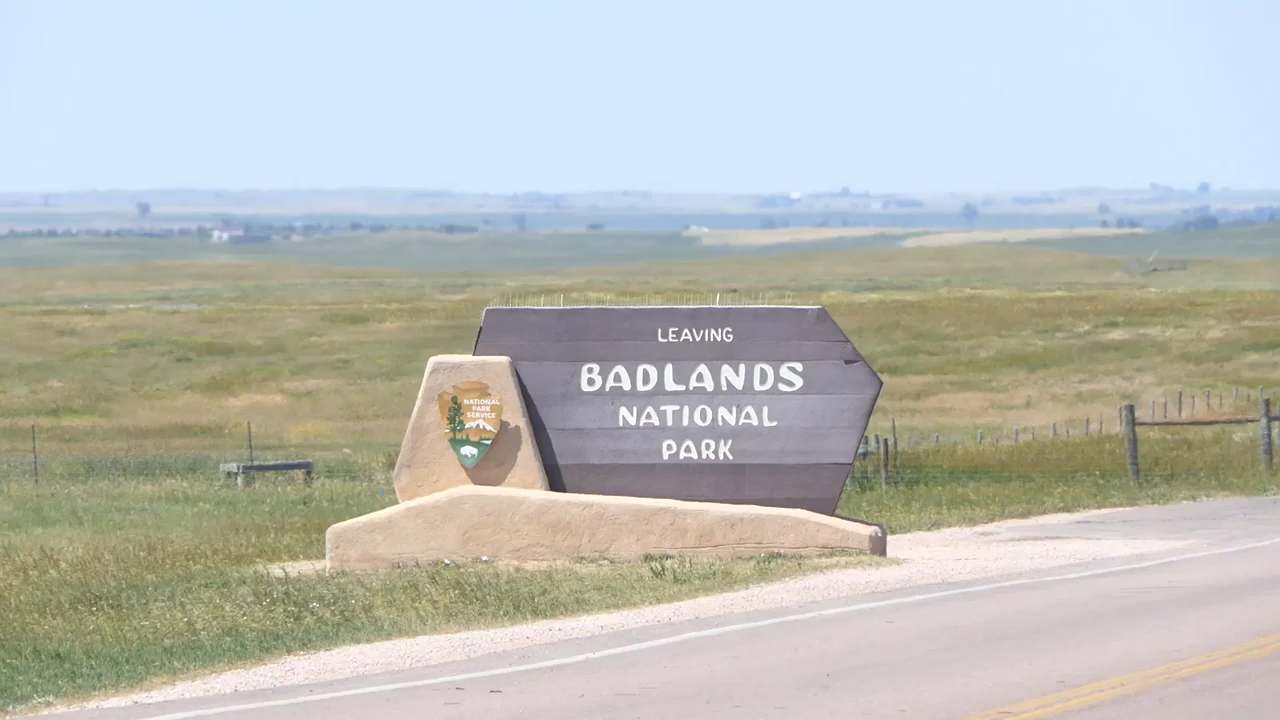 LEAVING
BADLANDS
NATIONAL
PARK
NATIONAL
PARK
SERVICE